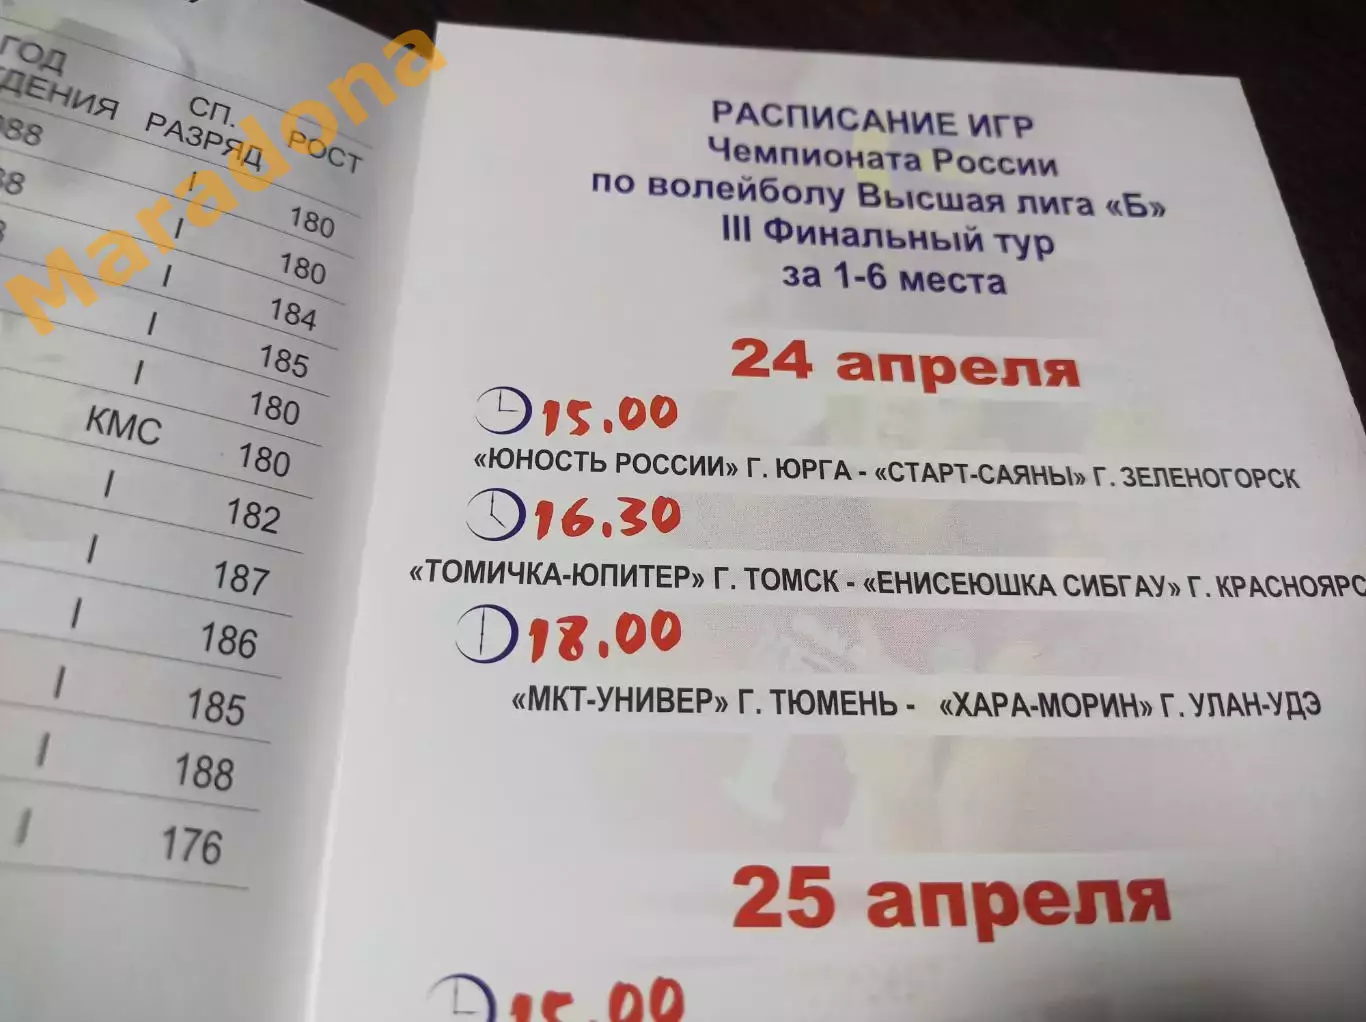 ГОД
СП.
РАЗРЯД
РОСТ
I 180
I 180
I 184
I 185
I 180
КМС 180
I 182
I 187
I 186
I 185
I 188
I 176
Maradona
РАСПИСАНИЕ ИГР
Чемпионата России
по волейболу Высшая лига «Б»
III Финальный тур
за 1-6 места
24 апреля
15.00
«ЮНОСТЬ РОССИИ» Г. ЮРГА - «СТАРТ-САЯНЫ» Г. ЗЕЛЕНОГОРСК
16.30
«ТОМИЧКА-ЮПИТЕР» Г. ТОМСК - «ЕНИСЕЮШКА СИБГАУ» Г. КРАСНОЯРС
18.00
«МКТ-УНИВЕР» Г. ТЮМЕНЬ - «ХАРА-МОРИН» Г. УЛАН-УДЭ
25 апреля
15.00